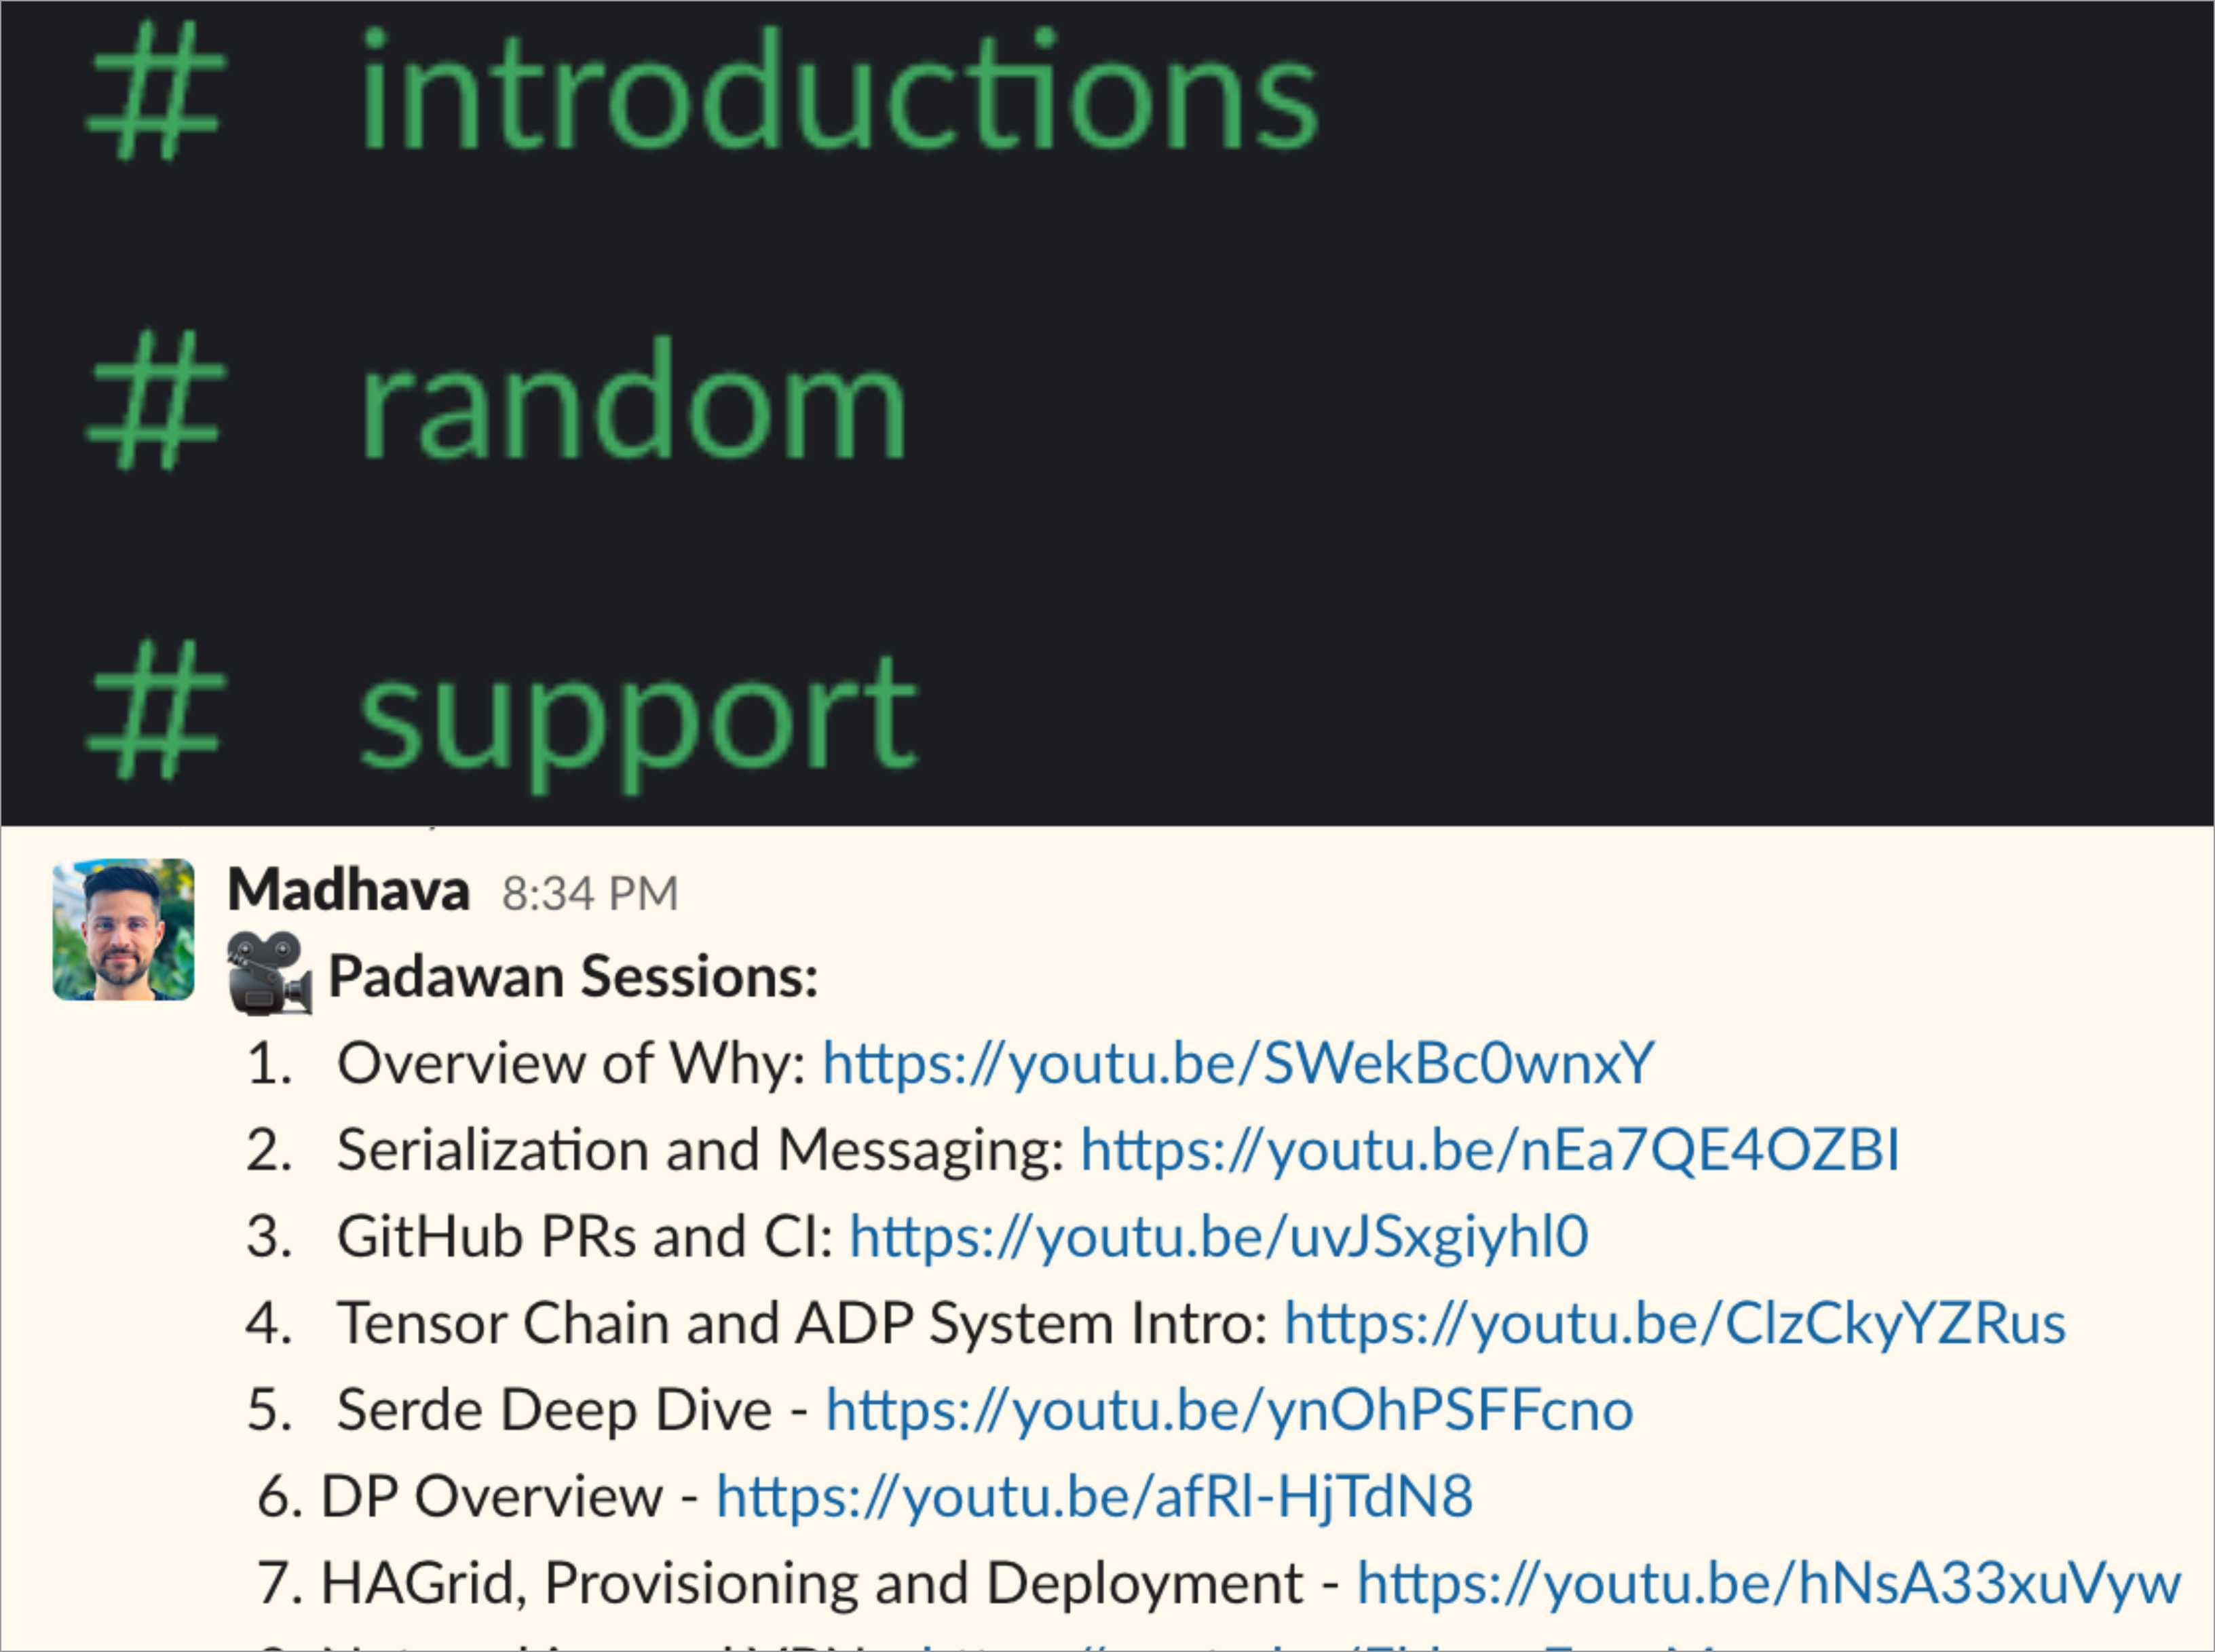 # introductions
# random
# support
Madhava 8:34 PM
Padawan Sessions:
1. Overview of Why: https://youtu.be/SWekBc0wnxY
2. Serialization and Messaging: https://youtu.be/nEa7QE4OZBI
3. GitHub PRs and CI: https://youtu.be/uvJSxgiyhl0
4. Tensor Chain and ADP System Intro: https://youtu.be/ClzCkyYZRus
5. Serde Deep Dive - https://youtu.be/ynOhPSFFcno
6. DP Overview - https://youtu.be/afRl-HjTdN8
7. HAGrid, Provisioning and Deployment - https://youtu.be/hNsA33xuVyw